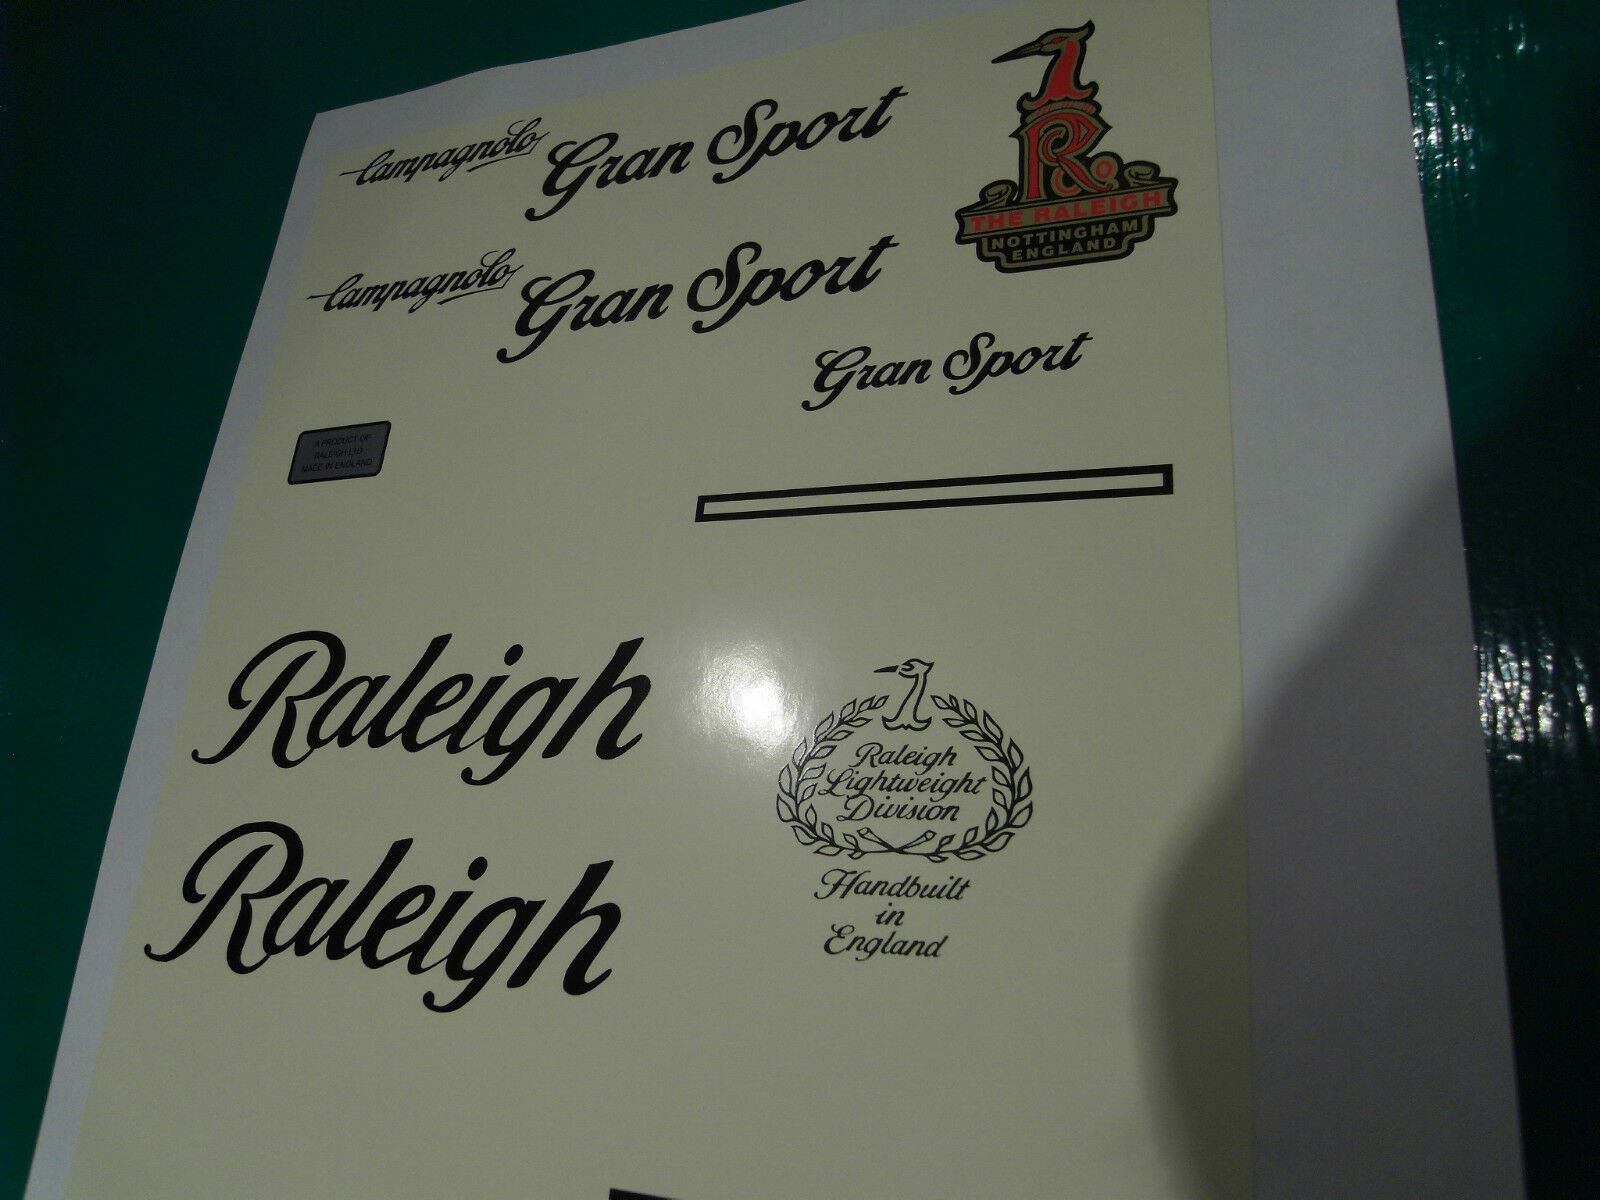 Campagnolo Gran Sport
R Co
THE RALEIGH
NOTTINGHAM
ENGLAND
Campagnolo Gran Sport
Gran Sport
A PRODUCT OF
RALEIGH LTD
MADE IN ENGLAND
Raleigh
Raleigh
Lightweight
Division
Handbuilt
in
England
Raleigh